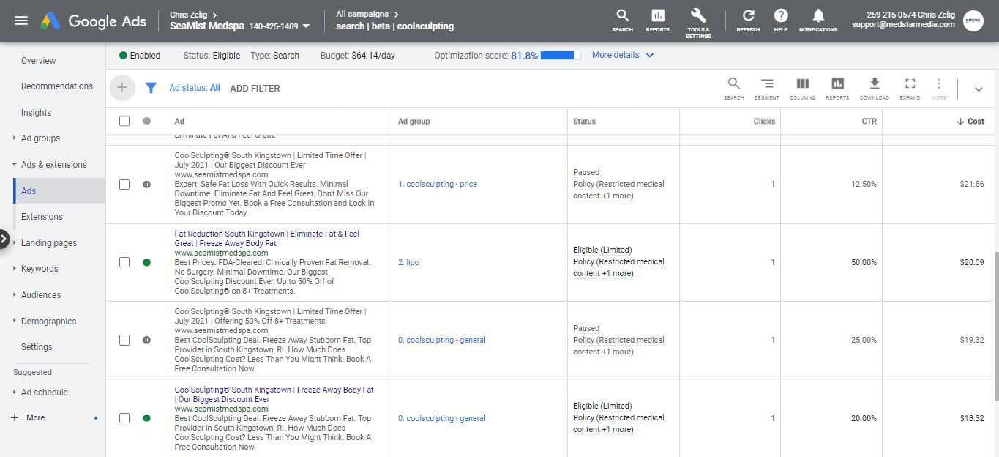 Google Ads
Chris Zelig
SeaMist Medspa 140-425-1409
All campaigns
search | beta | coolsculpting
SEARCH
REPORTS
TOOLS &
SETTINGS
REFRESH
HELP
NOTIFICATIONS
259-215-0574 Chris Zelig
support@medstarmedia.com
Overview
Recommendations
Insights
Ad groups
Ads & extensions
Ads
Extensions
Landing pages
Keywords
Audiences
Demographics
Settings
Suggested
Ad schedule
More
Enabled Status: Eligible Type: Search Budget: $64.14/day Optimization score: 81.8% More details
Ad status: All ADD FILTER
SEARCH SEGMENT COLUMNS REPORTS DOWNLOAD EXPAND MORE
Ad Ad group Status Clicks CTR Cost
Eliminate Fat And Feel Great.
CoolSculpting® South Kingstown | Limited Time Offer |
July 2021 | Our Biggest Discount Ever
www.seamistmedspa.com
Expert, Safe Fat Loss With Quick Results. Minimal
Downtime. Eliminate Fat And Feel Great. Don't Miss Our
Biggest Promo Yet. Book a Free Consultation and Lock In
Your Discount Today
1. coolsculpting - price
Paused
Policy (Restricted medical
content +1 more)
1
12.50%
$21.86
Fat Reduction South Kingstown | Eliminate Fat & Feel
Great | Freeze Away Body Fat
www.seamistmedspa.com
Best Prices. FDA-Cleared. Clinically Proven Fat Removal.
No Surgery. Minimal Downtime. Our Biggest
CoolSculpting Discount Ever. Up to 50% Off of
CoolSculpting® on 8+ Treatments.
2. lipo
Eligible (Limited)
Policy (Restricted medical
content +1 more)
1
50.00%
$20.09
CoolSculpting® South Kingstown | Limited Time Offer |
July 2021 | Offering 50% Off 8+ Treatments
www.seamistmedspa.com
Best CoolSculpting Deal. Freeze Away Stubborn Fat. Top
Provider in South Kingstown, RI. How Much Does
CoolSculpting Cost? Less Than You Might Think. Book A
Free Consultation Now
0. coolsculpting - general
Paused
Policy (Restricted medical
content +1 more)
1
25.00%
$19.32
CoolSculpting® South Kingstown | Freeze Away Body Fat
| Our Biggest Discount Ever
www.seamistmedspa.com
Best CoolSculpting Deal. Freeze Away Stubborn Fat. Top
Provider in South Kingstown, RI. How Much Does
CoolSculpting Cost? Less Than You Might Think. Book A
Free Consultation Now
0. coolsculpting - general
Eligible (Limited)
Policy (Restricted medical
content +1 more)
1
20.00%
$18.32